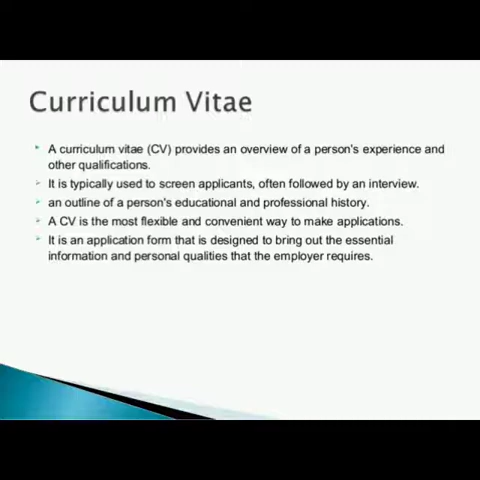 Curriculum Vitae
A curriculum vitae (CV) provides an overview of a person's experience and
other qualifications.
It is typically used to screen applicants, often followed by an interview.
an outline of a person's educational and professional history.
A CV is the most flexible and convenient way to make applications.
It is an application form that is designed to bring out the essential
information and personal qualities that the employer requires.